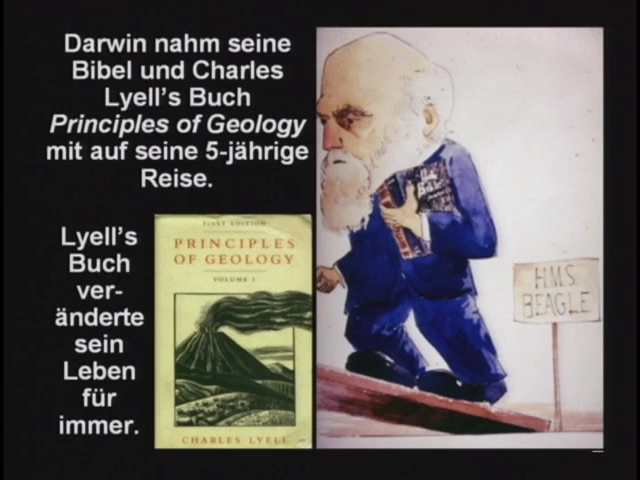 Darwin nahm seine
Bibel und Charles
Lyell's Buch
Principles of Geology
mit auf seine 5-jährige
Reise.
Lyell's
Buch
ver-
änderte
sein
Leben
für
immer.
FIRST EDITION
PRINCIPLES
OF GEOLOGY
VOLUME I
CHARLES LYELL
H.M.S.
BEAGLE